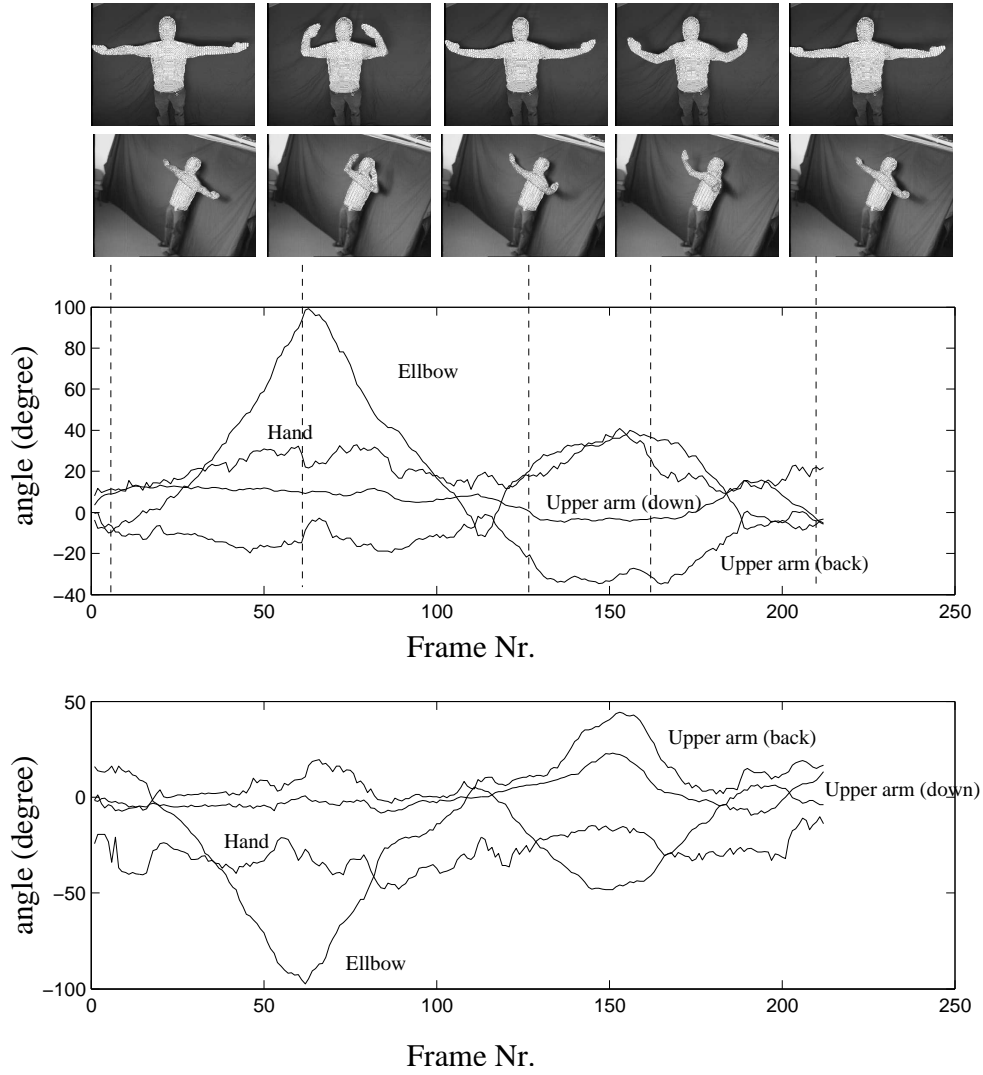 100
80
60
40
20
0
−20
−40
angle (degree)
Ellbow
Hand
Upper arm (down)
Upper arm (back)
0 50 100 150 200 250
Frame Nr.
50
0
−50
−100
angle (degree)
Upper arm (back)
Upper arm (down)
Hand
Ellbow
0 50 100 150 200 250
Frame Nr.